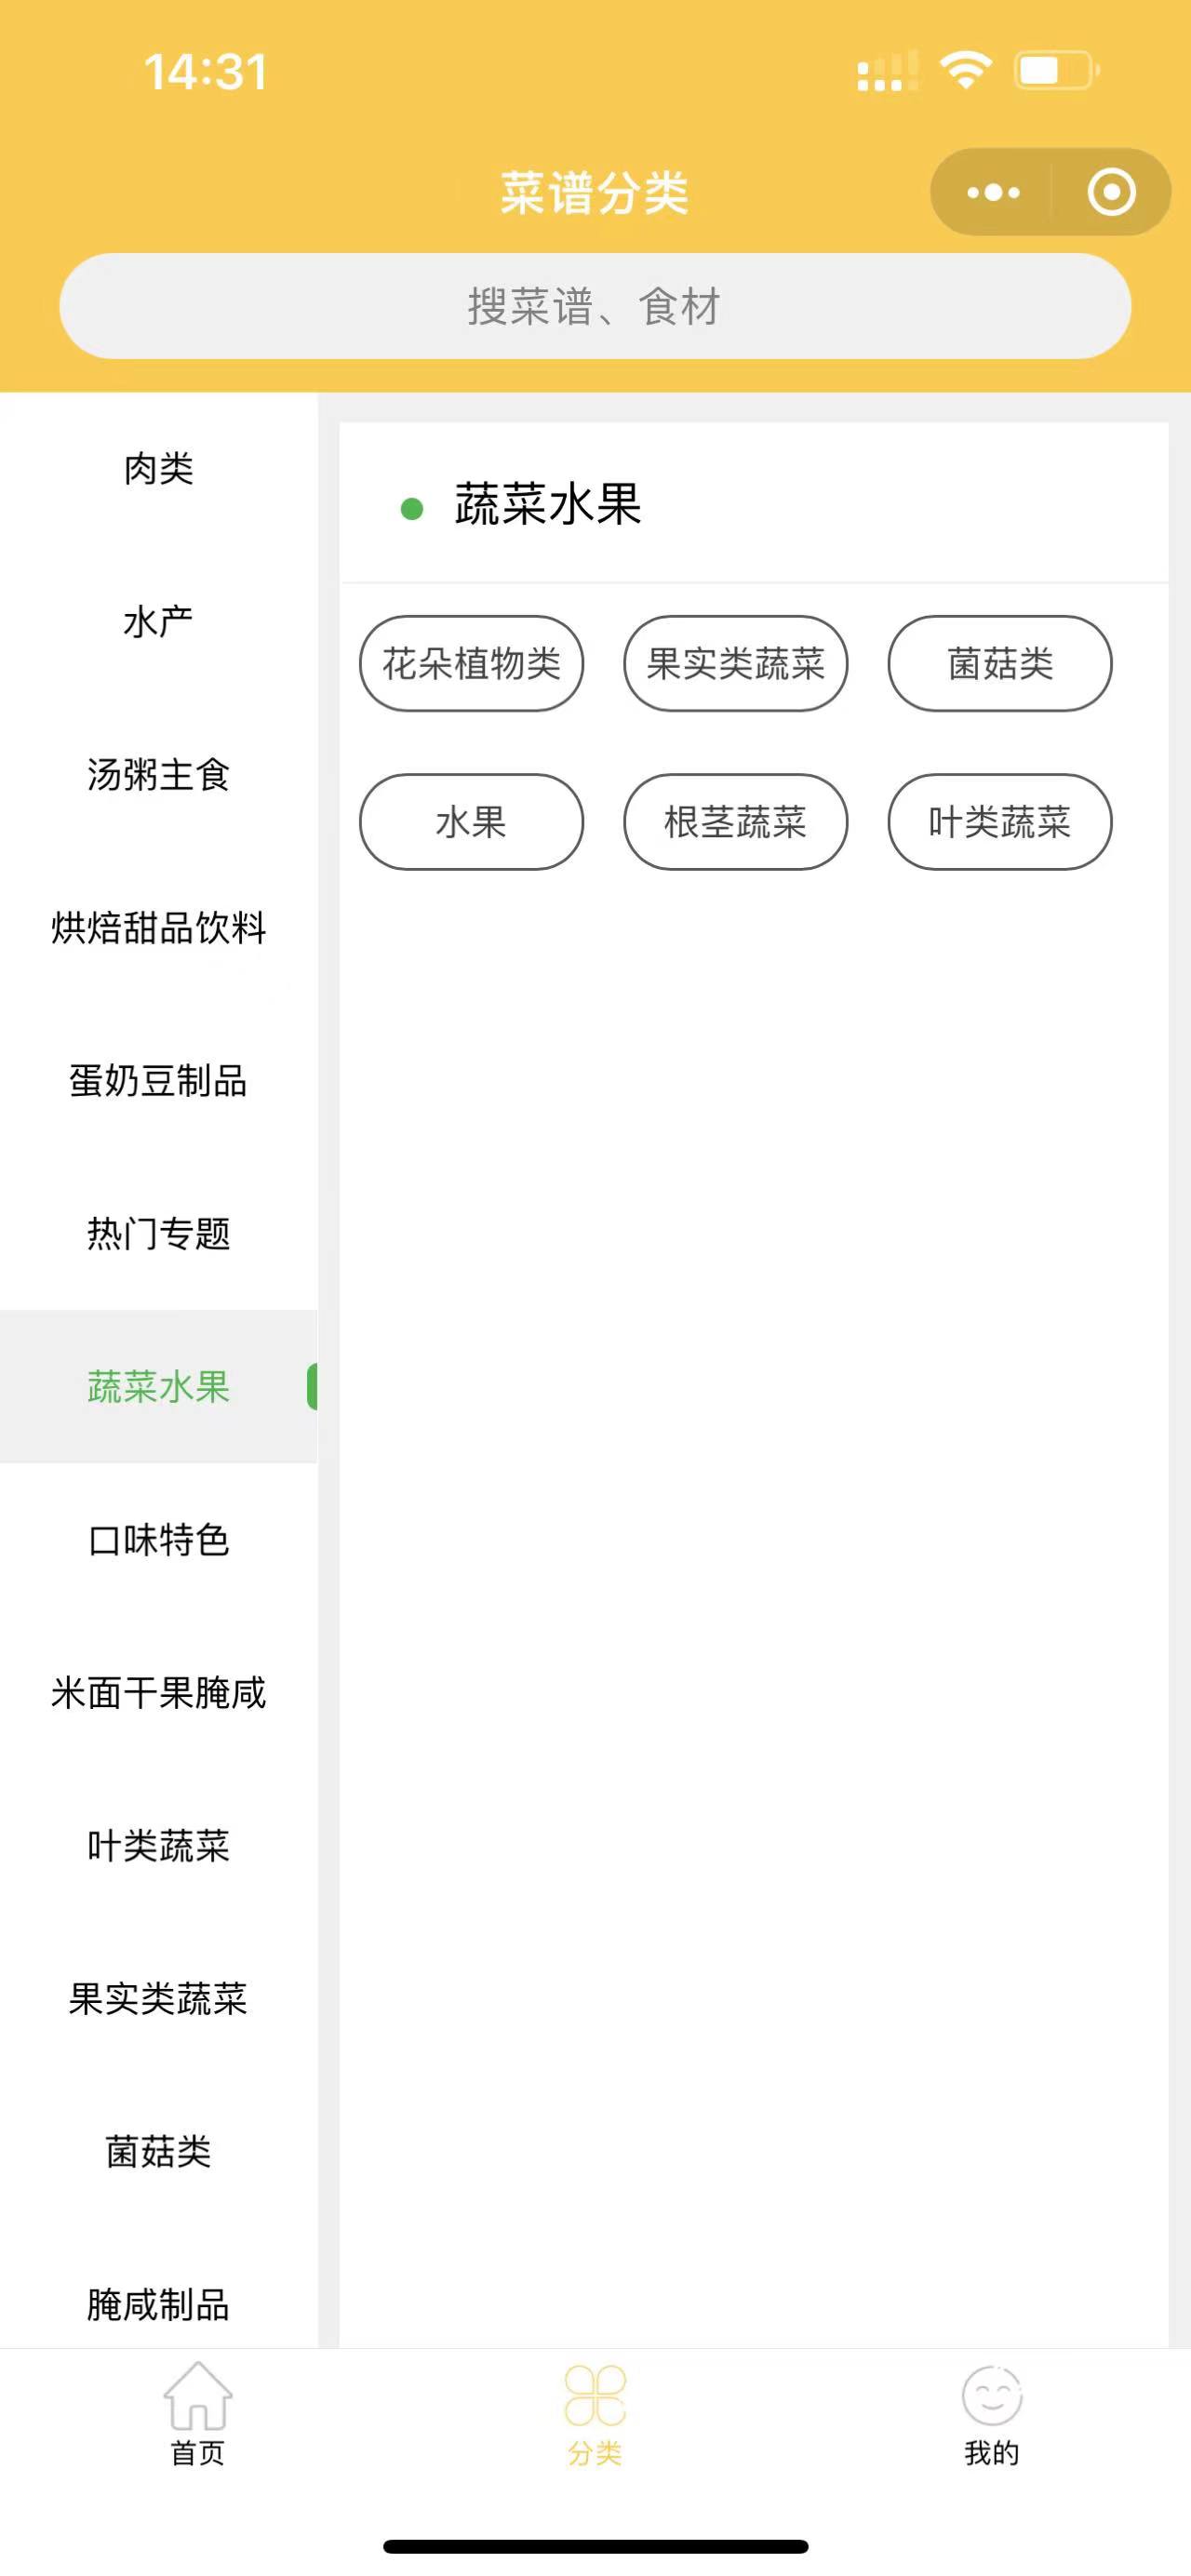 14:31
菜谱分类
搜菜谱、食材
肉类
水产
汤粥主食
烘焙甜品饮料
蛋奶豆制品
热门专题
蔬菜水果
口味特色
米面干果腌咸
叶类蔬菜
果实类蔬菜
菌菇类
腌咸制品
蔬菜水果
花朵植物类 果实类蔬菜 菌菇类
水果 根茎蔬菜 叶类蔬菜
首页 分类 我的